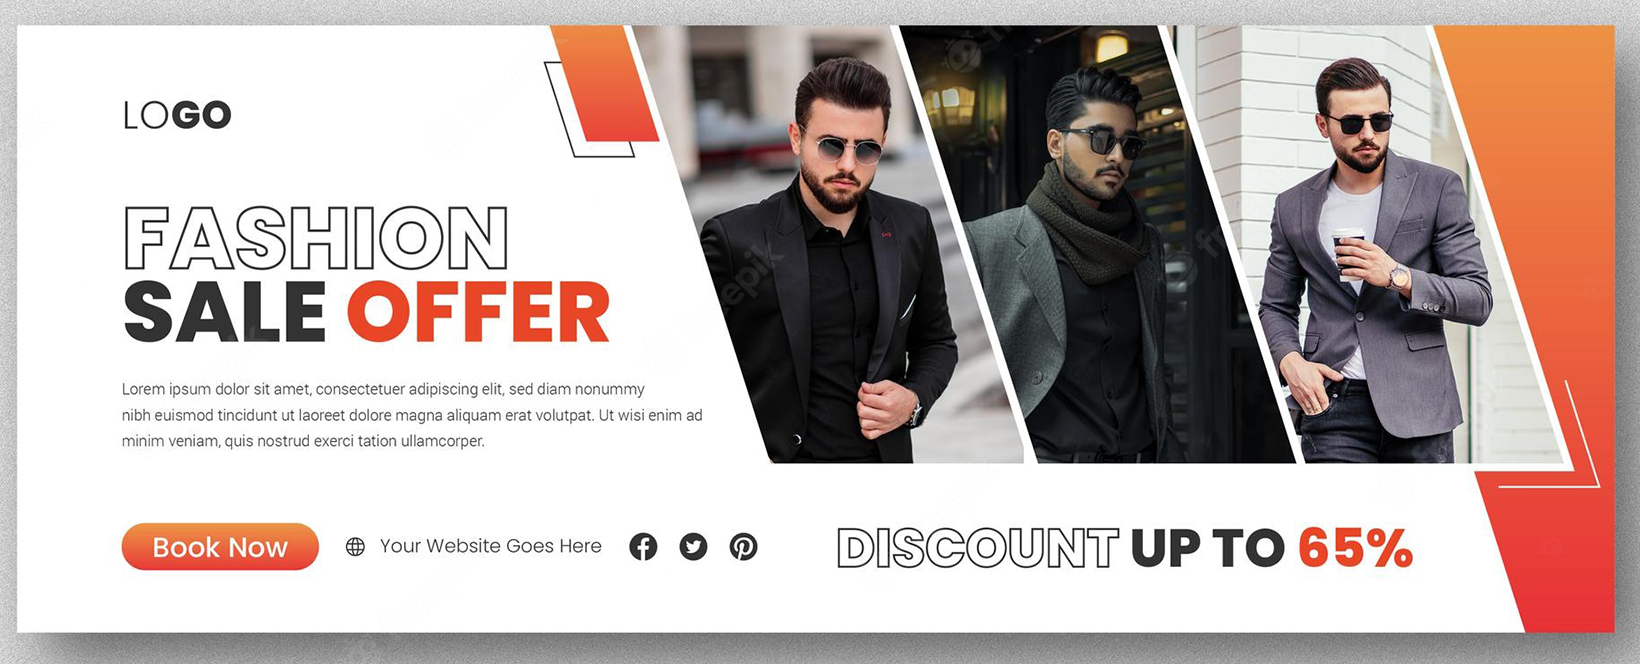 LOGO
FASHION
SALE OFFER
Lorem ipsum dolor sit amet, consectetuer adipiscing elit, sed diam nonummy
nibh euismod tincidunt ut laoreet dolore magna aliquam erat volutpat. Ut wisi enim ad
minim veniam, quis nostrud exerci tation ullamcorper.
Book Now
Your Website Goes Here
DISCOUNT UP TO 65%